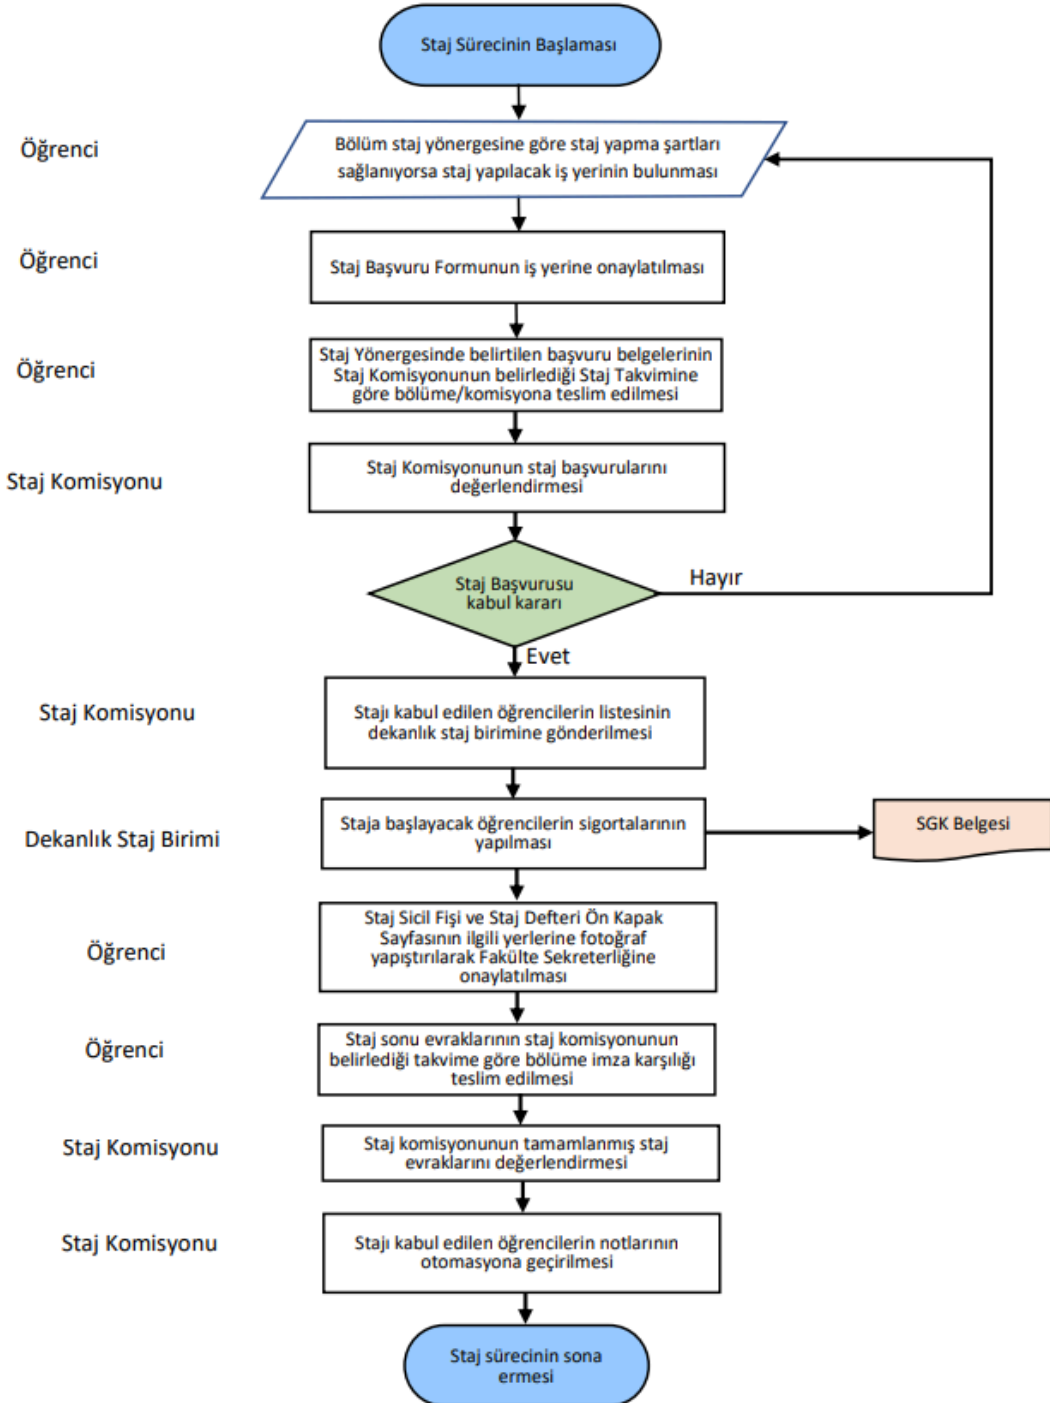 Staj Sürecinin Başlaması
Öğrenci
Bölüm staj yönergesine göre staj yapma şartları
sağlanıyorsa staj yapılacak iş yerinin bulunması
Öğrenci
Staj Başvuru Formunun iş yerine onaylatılması
Öğrenci
Staj Yönergesinde belirtilen başvuru belgelerinin
Staj Komisyonunun belirlediği Staj Takvimine
göre bölüme/komisyona teslim edilmesi
Staj Komisyonu
Staj Komisyonunun staj başvurularını
değerlendirmesi
Staj Başvurusu
kabul kararı
Hayır
Evet
Staj Komisyonu
Stajı kabul edilen öğrencilerin listesinin
dekanlık staj birimine gönderilmesi
Dekanlık Staj Birimi
Staja başlayacak öğrencilerin sigortalarının
yapılması
SGK Belgesi
Öğrenci
Staj Sicil Fişi ve Staj Defteri Ön Kapak
Sayfasının ilgili yerlerine fotoğraf
yapıştırılarak Fakülte Sekreterliğine
onaylatılması
Öğrenci
Staj sonu evraklarının staj komisyonunun
belirlediği takvime göre bölüme imza karşılığı
teslim edilmesi
Staj Komisyonu
Staj komisyonunun tamamlanmış staj
evraklarını değerlendirmesi
Staj Komisyonu
Stajı kabul edilen öğrencilerin notlarının
otomasyona geçirilmesi
Staj sürecinin sona
ermesi